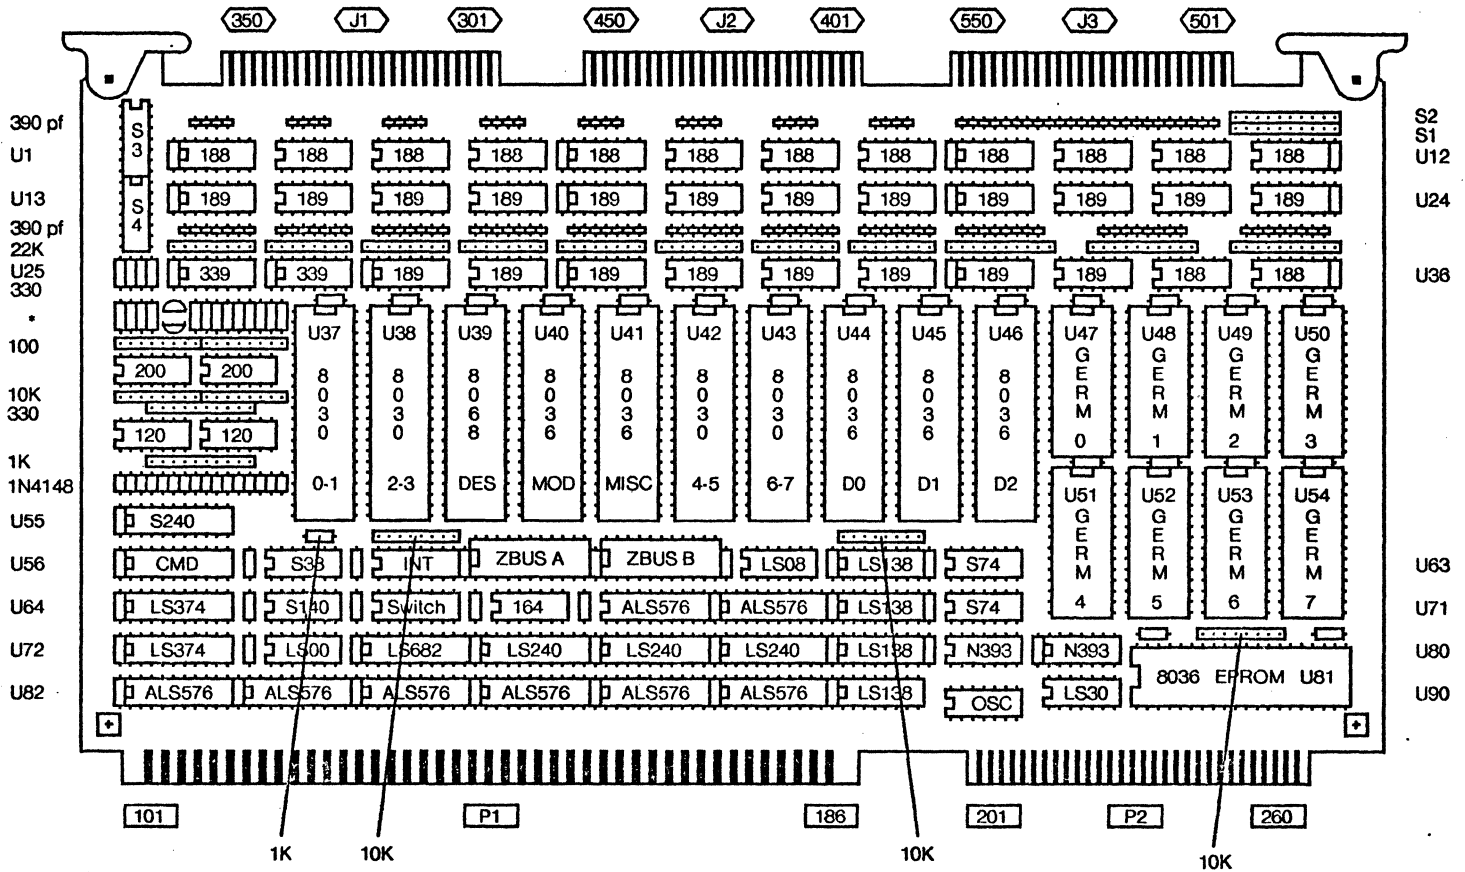 350 J1 301 450 J2 401 550 J3 501
390 pf S3 S2
S1
U1 188 188 188 188 188 188 188 188 188 188 188 188 U12
U13 S4 189 189 189 189 189 189 189 189 189 189 189 189 U24
390 pf
22K
U25 339 339 189 189 189 189 189 189 189 189 188 188 U36
330
*
U37 U38 U39 U40 U41 U42 U43 U44 U45 U46 U47 U48 U49 U50
100
200 200
8030 8030 8068 8036 8036 8030 8030 8036 8036 8036 GERM GERM GERM GERM
10K
330
120 120
0 1 2 3
1K
1N4148
0-1 2-3 DES MOD MISC 4-5 6-7 D0 D1 D2
U51 U52 U53 U54
GERM GERM GERM GERM
4 5 6 7
U55 S240
U56 CMD S38 INT ZBUS A ZBUS B LS08 LS138 S74 U63
U64 LS374 S140 Switch 164 ALS576 ALS576 LS138 S74 U71
U72 LS374 LS00 LS682 LS240 LS240 LS240 LS138 N393 N393 U80
8036 EPROM U81
U82 ALS576 ALS576 ALS576 ALS576 ALS576 ALS576 LS138 OSC LS30 U90
101 P1 186 201 P2 260
1K 10K 10K 10K